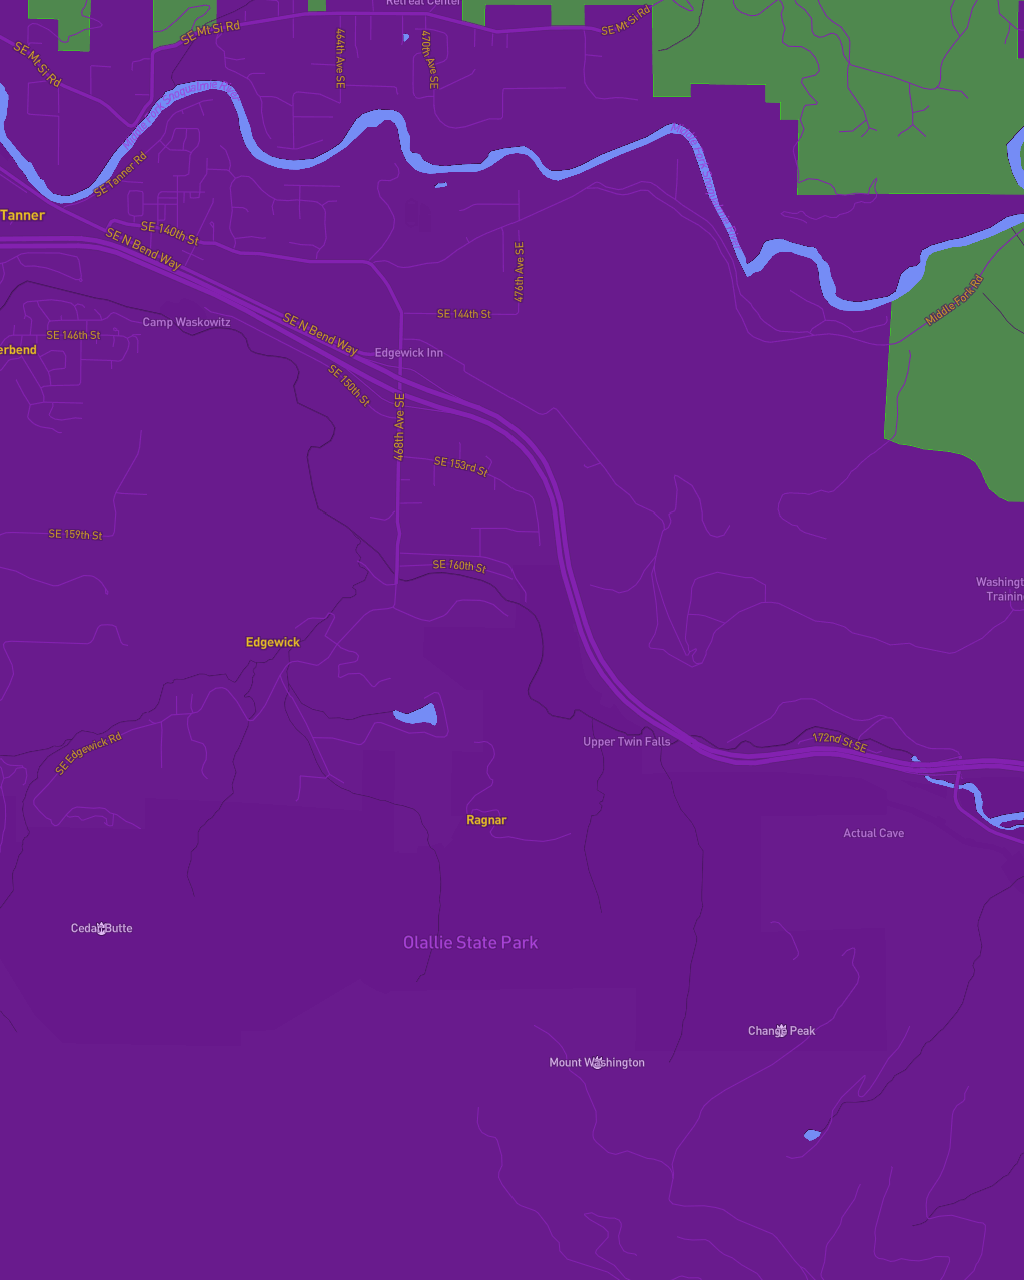 Retreat Center
SE Mt Si Rd
SE Mt Si Rd
SE Mt Si Rd
464th Ave SE
470th Ave SE
SE Tanner Rd
Tanner
SE 140th St
SE N Bend Way
476th Ave SE
Middle Fork Rd
SE 144th St
Camp Waskowitz
SE N Bend Way
SE 146th St
erbend
Edgewick Inn
SE 150th St
468th Ave SE
SE 153rd St
SE 159th St
SE 160th St
Washingt
Training
Edgewick
SE Edgewick Rd
Upper Twin Falls
172nd St SE
Ragnar
Actual Cave
Cedar Butte
Olallie State Park
Change Peak
Mount Washington